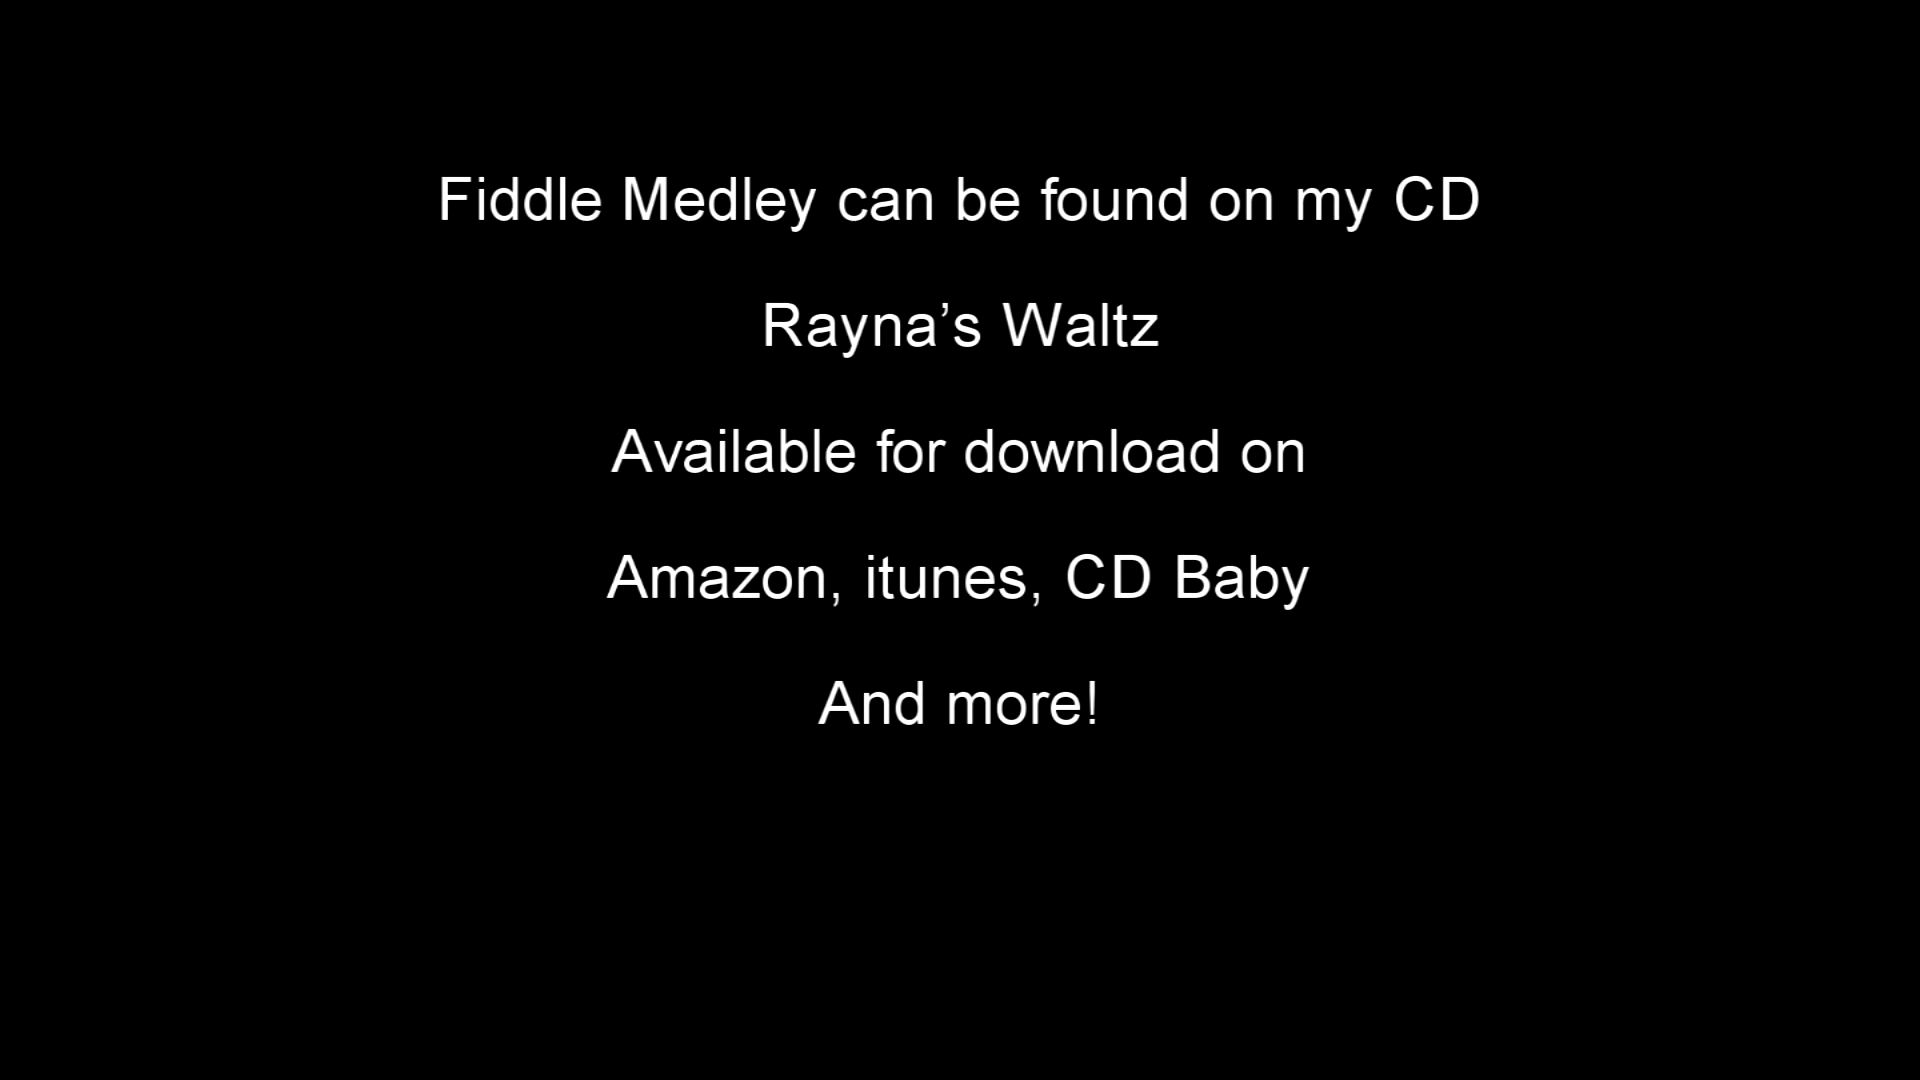 Fiddle Medley can be found on my CD
Rayna’s Waltz
Available for download on
Amazon, itunes, CD Baby
And more!